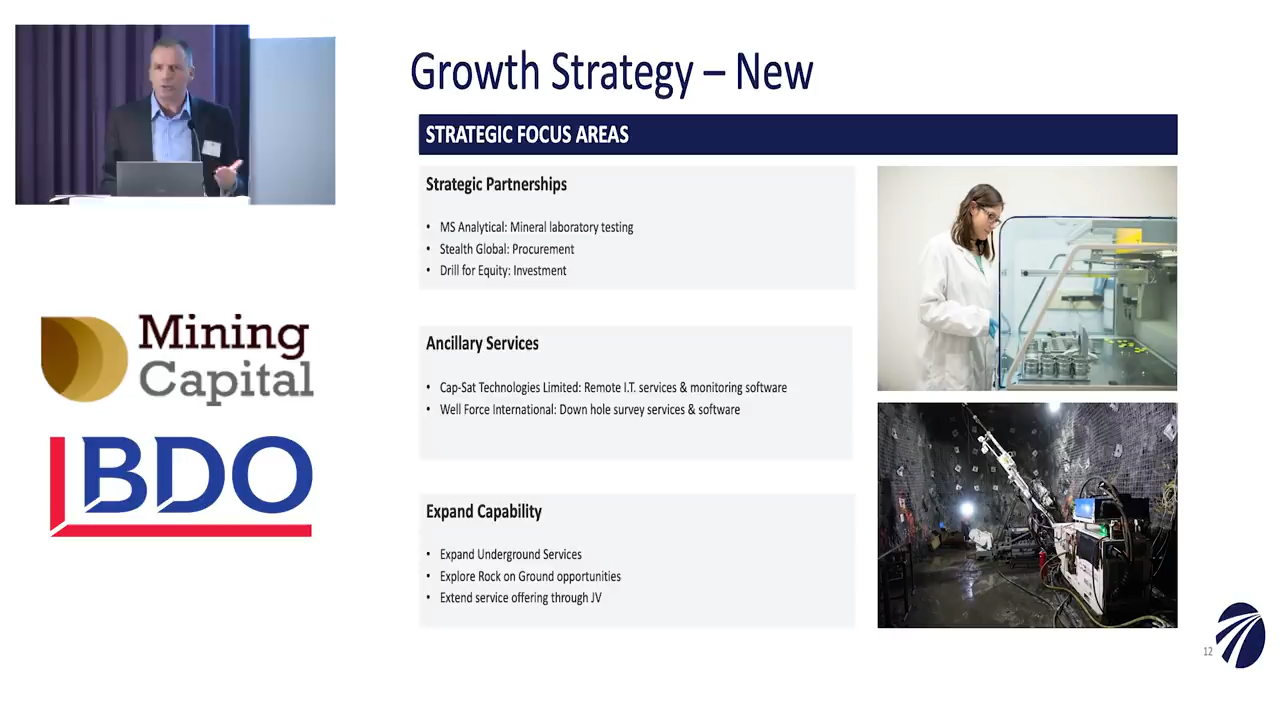 Growth Strategy – New
STRATEGIC FOCUS AREAS
Strategic Partnerships
• MS Analytical: Mineral laboratory testing
• Stealth Global: Procurement
• Drill for Equity: Investment
Ancillary Services
• Cap-Sat Technologies Limited: Remote I.T. services & monitoring software
• Well Force International: Down hole survey services & software
Expand Capability
• Expand Underground Services
• Explore Rock on Ground opportunities
• Extend service offering through JV
Mining
Capital
BDO
12